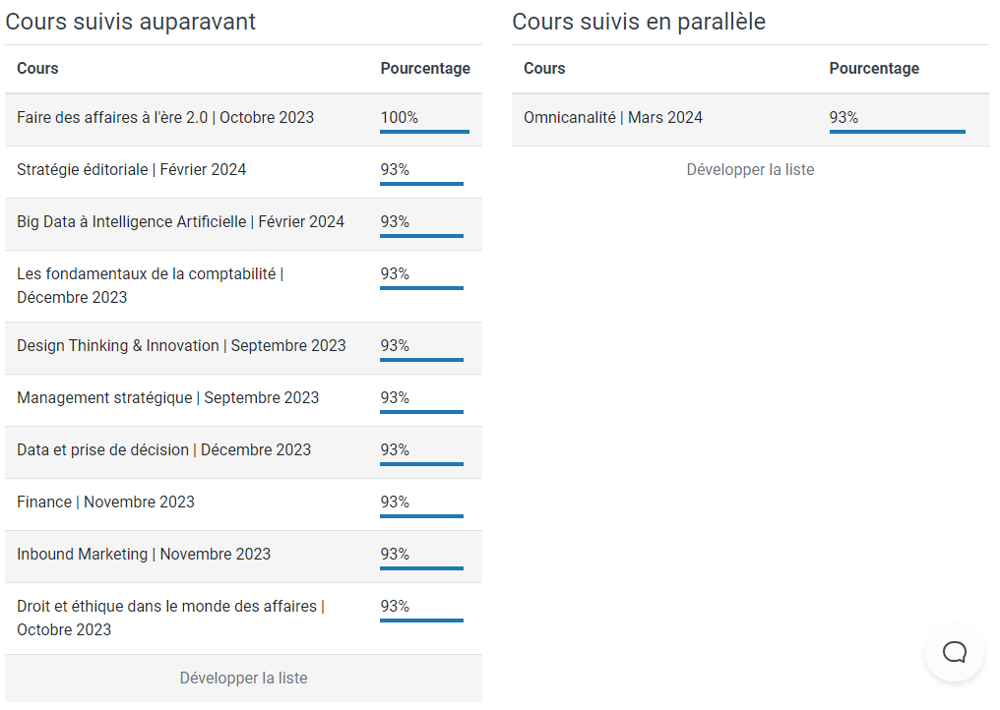 Cours suivis auparavant
Cours Pourcentage
Faire des affaires à l'ère 2.0 | Octobre 2023 100%
Stratégie éditoriale | Février 2024 93%
Big Data à Intelligence Artificielle | Février 2024 93%
Les fondamentaux de la comptabilité | 93%
Décembre 2023
Design Thinking & Innovation | Septembre 2023 93%
Management stratégique | Septembre 2023 93%
Data et prise de décision | Décembre 2023 93%
Finance | Novembre 2023 93%
Inbound Marketing | Novembre 2023 93%
Droit et éthique dans le monde des affaires | 93%
Octobre 2023
Développer la liste
Cours suivis en parallèle
Cours Pourcentage
Omnicanalité | Mars 2024 93%
Développer la liste